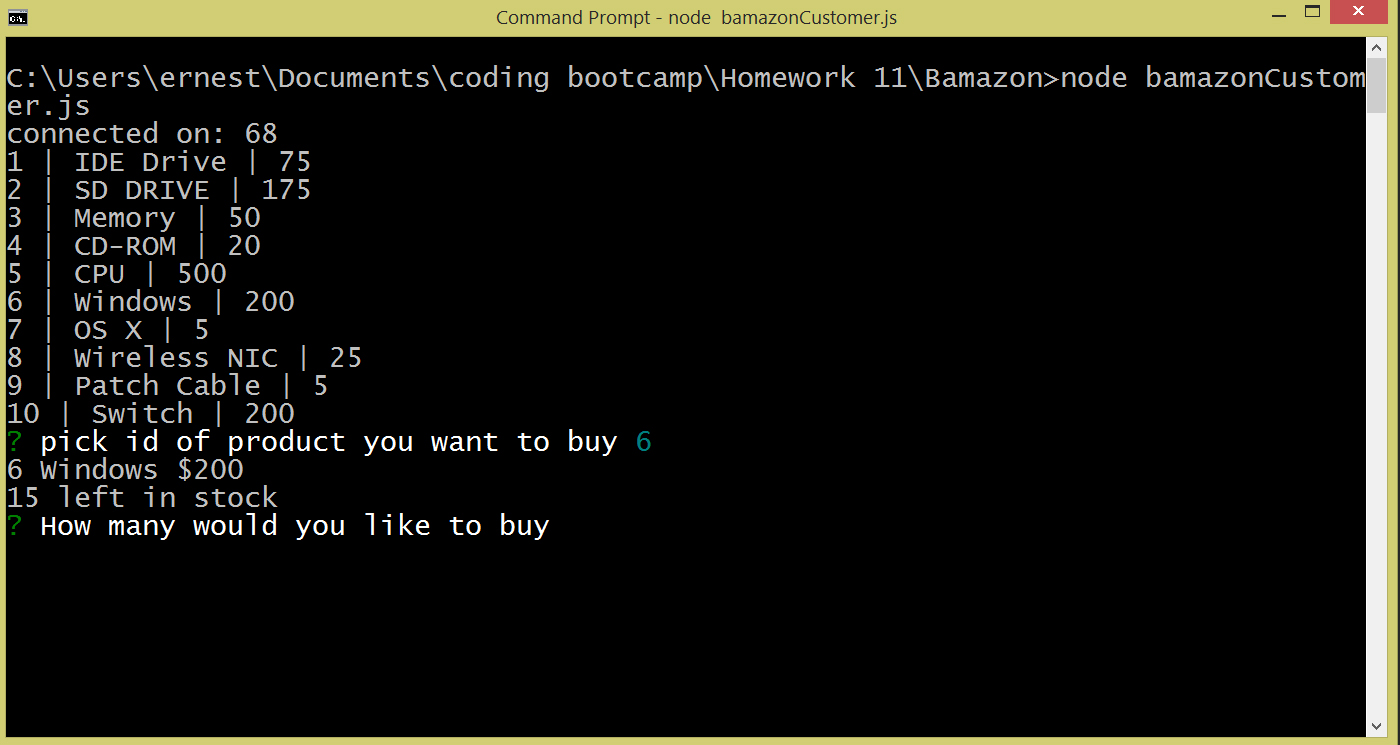 Command Prompt - node  bamazonCustomer.js
C:\Users\ernest\Documents\coding bootcamp\Homework 11\Bamazon>node bamazonCustom
er.js
connected on: 68
1 | IDE Drive | 75
2 | SD DRIVE | 175
3 | Memory | 50
4 | CD-ROM | 20
5 | CPU | 500
6 | Windows | 200
7 | OS X | 5
8 | Wireless NIC | 25
9 | Patch Cable | 5
10 | Switch | 200
? pick id of product you want to buy 6
6 Windows $200
15 left in stock
? How many would you like to buy